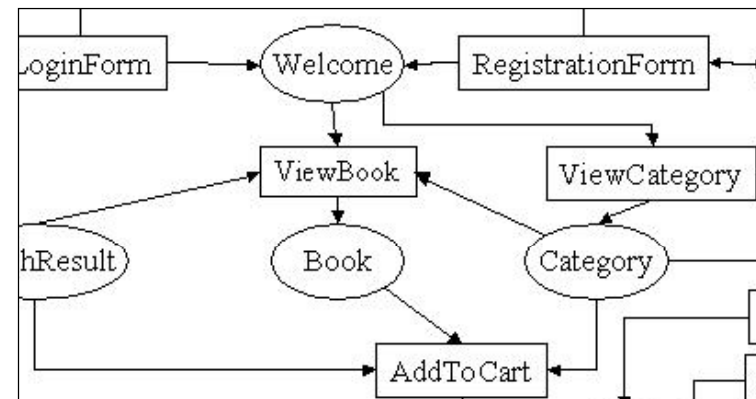 LoginForm
Welcome
RegistrationForm
ViewBook
ViewCategory
hResult
Book
Category
AddToCart